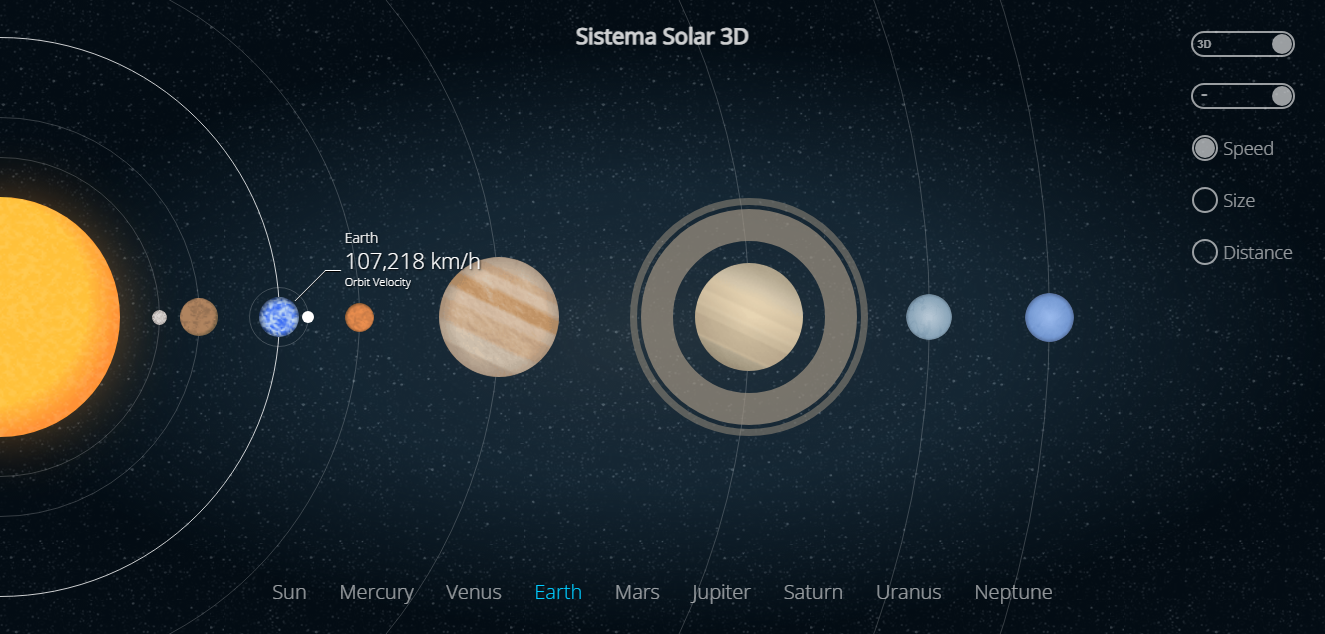 Sistema Solar 3D
3D
-
Speed
Size
Distance
Earth
107,218 km/h
Orbit Velocity
Sun Mercury Venus Earth Mars Jupiter Saturn Uranus Neptune